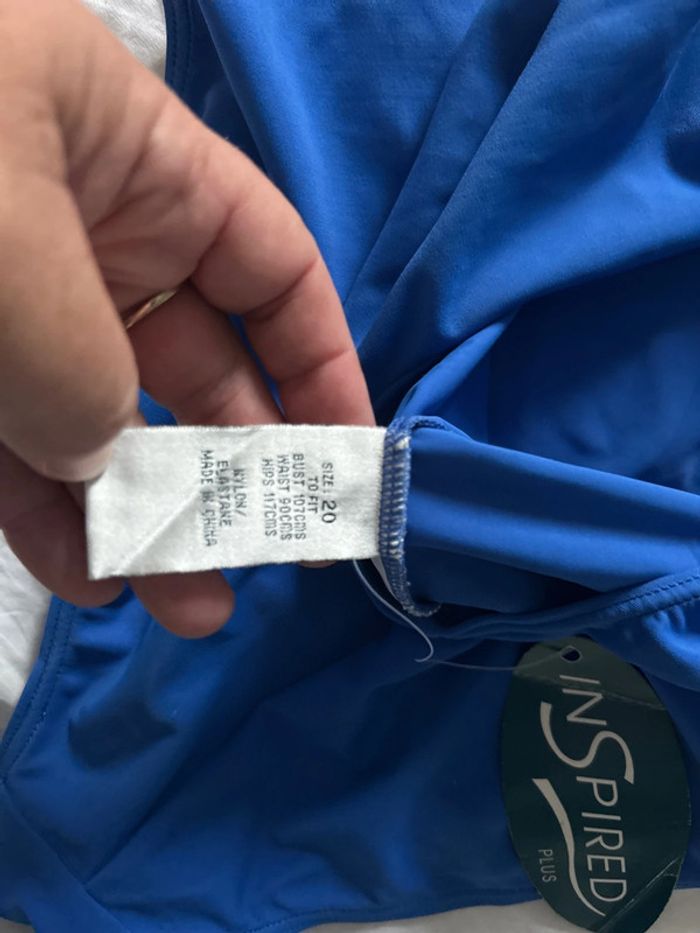 SIZE: 20
TO FIT
BUST 107CMS
WAIST 90CMS
HIPS 117CMS
NYLON/
ELASTANE
MADE IN CHINA
INSPIRED
PLUS